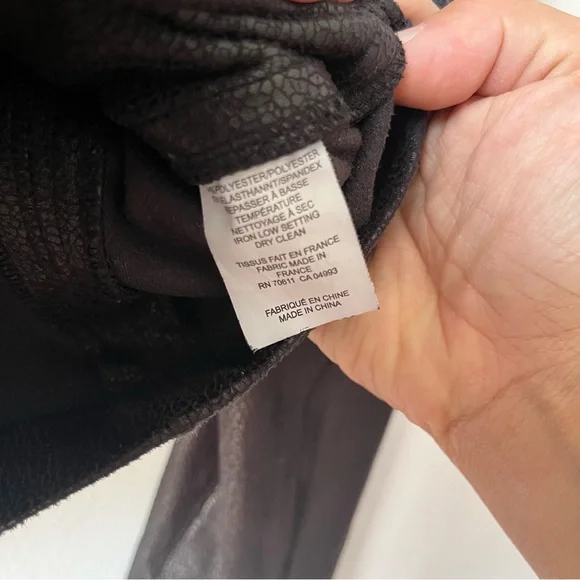 POLYESTER/POLYESTER
ELASTHANNT/SPANDEX
REPASSER À BASSE
TEMPÉRATURE
NETTOYAGE À SEC
IRON LOW SETTING
DRY CLEAN
TISSUS FAIT EN FRANCE
FABRIC MADE IN
FRANCE
RN 70811 CA 04993
FABRIQUÉ EN CHINE
MADE IN CHINA